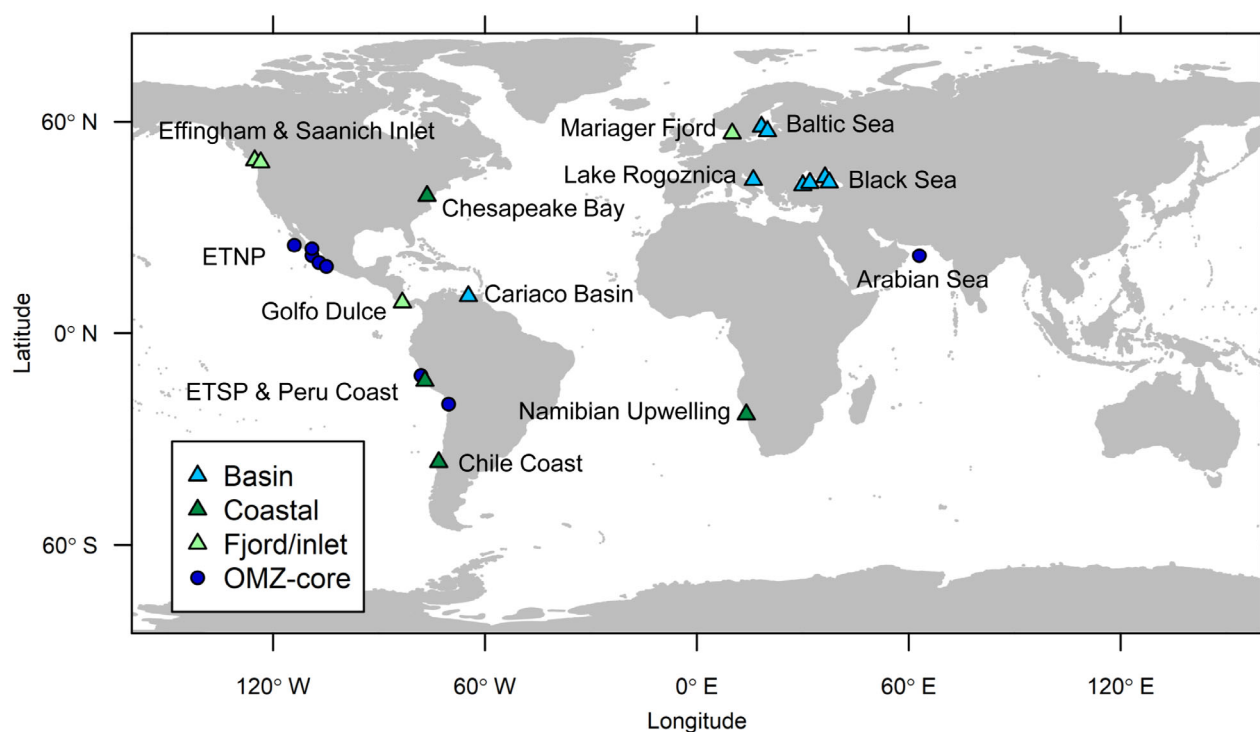 60° N
Effingham & Saanich Inlet
Mariager Fjord
Baltic Sea
Lake Rogoznica
Black Sea
Chesapeake Bay
ETNP
Arabian Sea
Cariaco Basin
Golfo Dulce
0° N
Latitude
ETSP & Peru Coast
Namibian Upwelling
Chile Coast
Basin
Coastal
Fjord/inlet
OMZ-core
60° S
120° W
60° W
0° E
60° E
120° E
Longitude